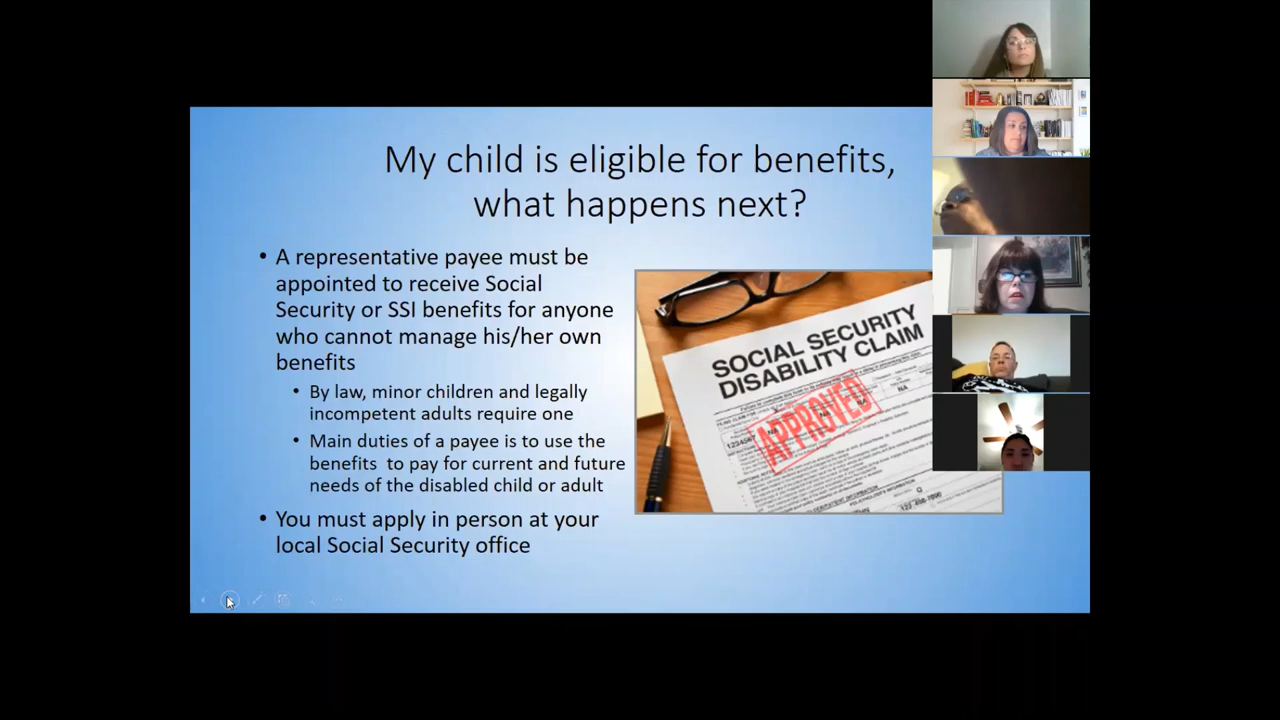 My child is eligible for benefits,
what happens next?
• A representative payee must be
appointed to receive Social
Security or SSI benefits for anyone
who cannot manage his/her own
benefits
• By law, minor children and legally
incompetent adults require one
• Main duties of a payee is to use the
benefits to pay for current and future
needs of the disabled child or adult
• You must apply in person at your
local Social Security office
SOCIAL SECURITY
DISABILITY CLAIM
APPROVED
NA